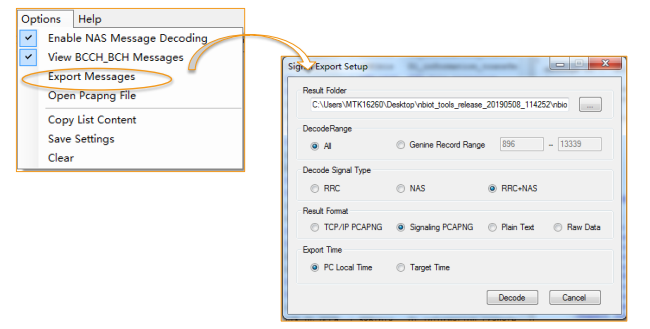 Options Help
Enable NAS Message Decoding
View BCCH_BCH Messages
Export Messages
Open Pcapng File
Copy List Content
Save Settings
Clear
Export Setup
Result Folder
C:\Users\MTK16260\Desktop\nbiot_tools_release_20190508_114252\nbio
...
DecodeRange
All Genine Record Range 896 – 13339
Decode Signal Type
RRC NAS RRC+NAS
Result Format
TCP/IP PCAPNG Signaling PCAPNG Plain Text Raw Data
Export Time
PC Local Time Target Time
Decode Cancel